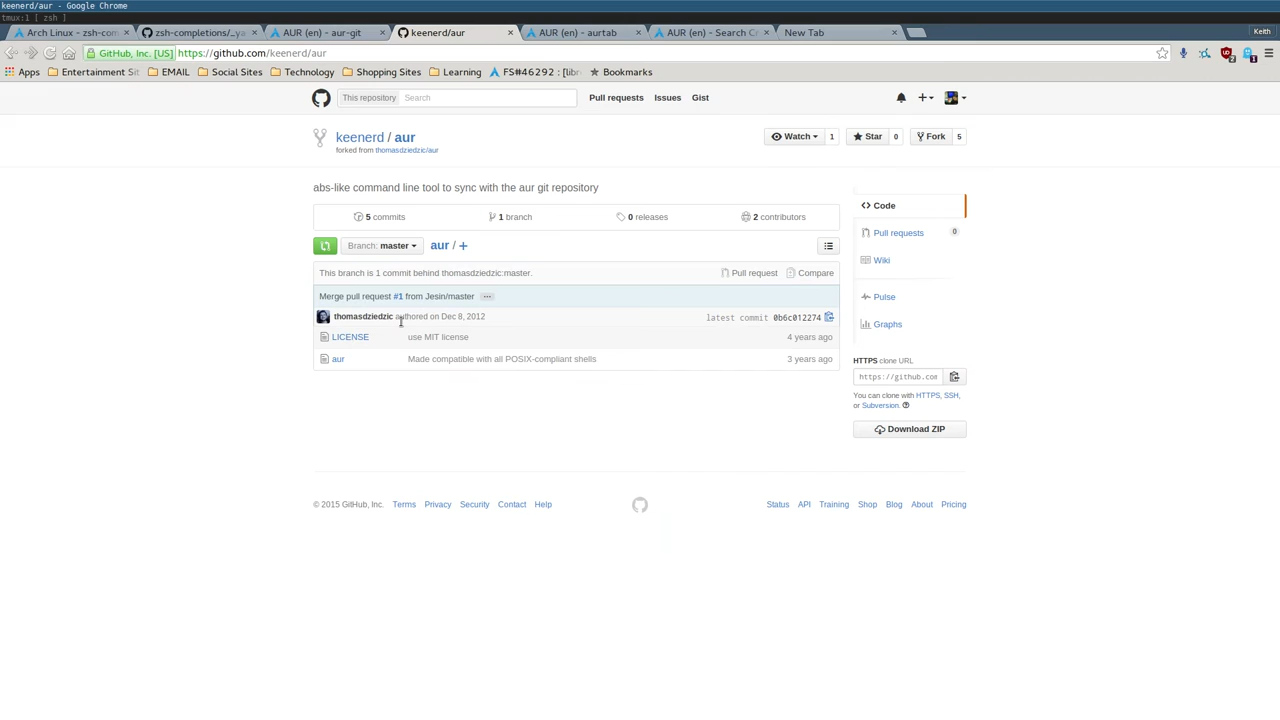 keenerd/aur - Google Chrome
tmux:1 [ zsh ]
Arch Linux - zsh-com × zsh-completions/_ya × AUR (en) - aur-git × keenerd/aur × AUR (en) - aurtab × AUR (en) - Search C × New Tab × Keith
GitHub, Inc. [US] https://github.com/keenerd/aur
Apps Entertainment Sit EMAIL Social Sites Technology Shopping Sites Learning FS#46292 : [libr Bookmarks
This repository Search Pull requests Issues Gist
keenerd / aur Watch 1 Star 0 Fork 5
forked from thomasdziedzic/aur
abs-like command line tool to sync with the aur git repository
5 commits 1 branch 0 releases 2 contributors
Branch: master aur / +
This branch is 1 commit behind thomasdziedzic:master. Pull request Compare
Merge pull request #1 from Jesin/master ...
thomasdziedzic authored on Dec 8, 2012 latest commit 0b6c012274
LICENSE use MIT license 4 years ago
aur Made compatible with all POSIX-compliant shells 3 years ago
Code
Pull requests 0
Wiki
Pulse
Graphs
HTTPS clone URL
https://github.com
You can clone with HTTPS, SSH,
or Subversion.
Download ZIP
© 2015 GitHub, Inc. Terms Privacy Security Contact Help Status API Training Shop Blog About Pricing